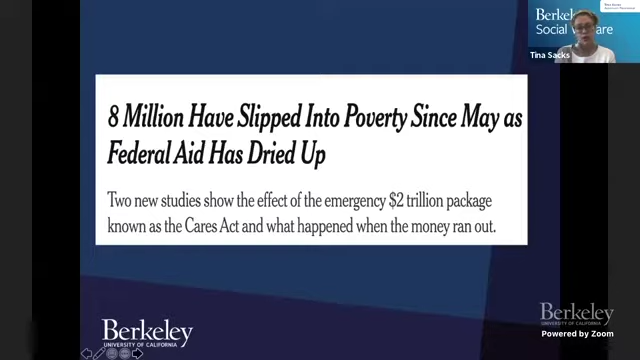 8 Million Have Slipped Into Poverty Since May as
Federal Aid Has Dried Up
Two new studies show the effect of the emergency $2 trillion package
known as the Cares Act and what happened when the money ran out.
Berkeley
UNIVERSITY OF CALIFORNIA
Berkeley
Social
Tina Sacks
Tina Sacks
Berkeley
UNIVERSITY OF CALIFORNIA
Powered by Zoom